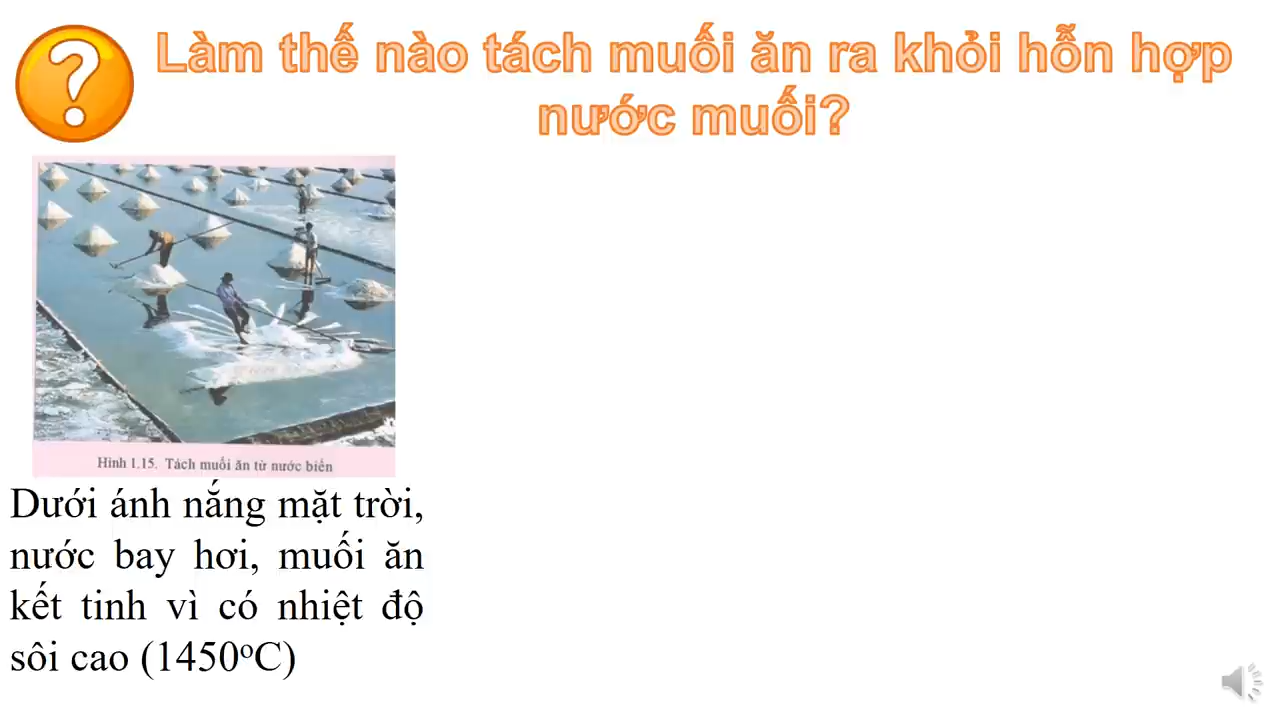 ?
Làm thế nào tách muối ăn ra khỏi hỗn hợp
nước muối?
Hình 1.15. Tách muối ăn từ nước biển
Dưới ánh nắng mặt trời,
nước bay hơi, muối ăn
kết tinh vì có nhiệt độ
sôi cao (1450ºC)